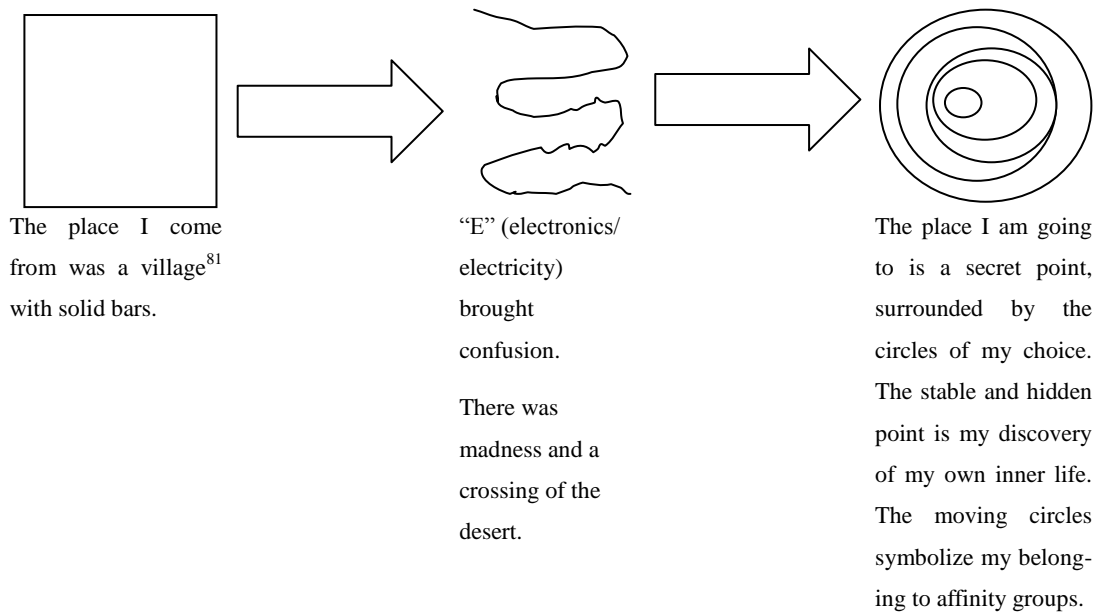 The place I come
from was a village81
with solid bars.
“E” (electronics/
electricity)
brought
confusion.
There was
madness and a
crossing of the
desert.
The place I am going
to is a secret point,
surrounded by the
circles of my choice.
The stable and hidden
point is my discovery
of my own inner life.
The moving circles
symbolize my belong-
ing to affinity groups.